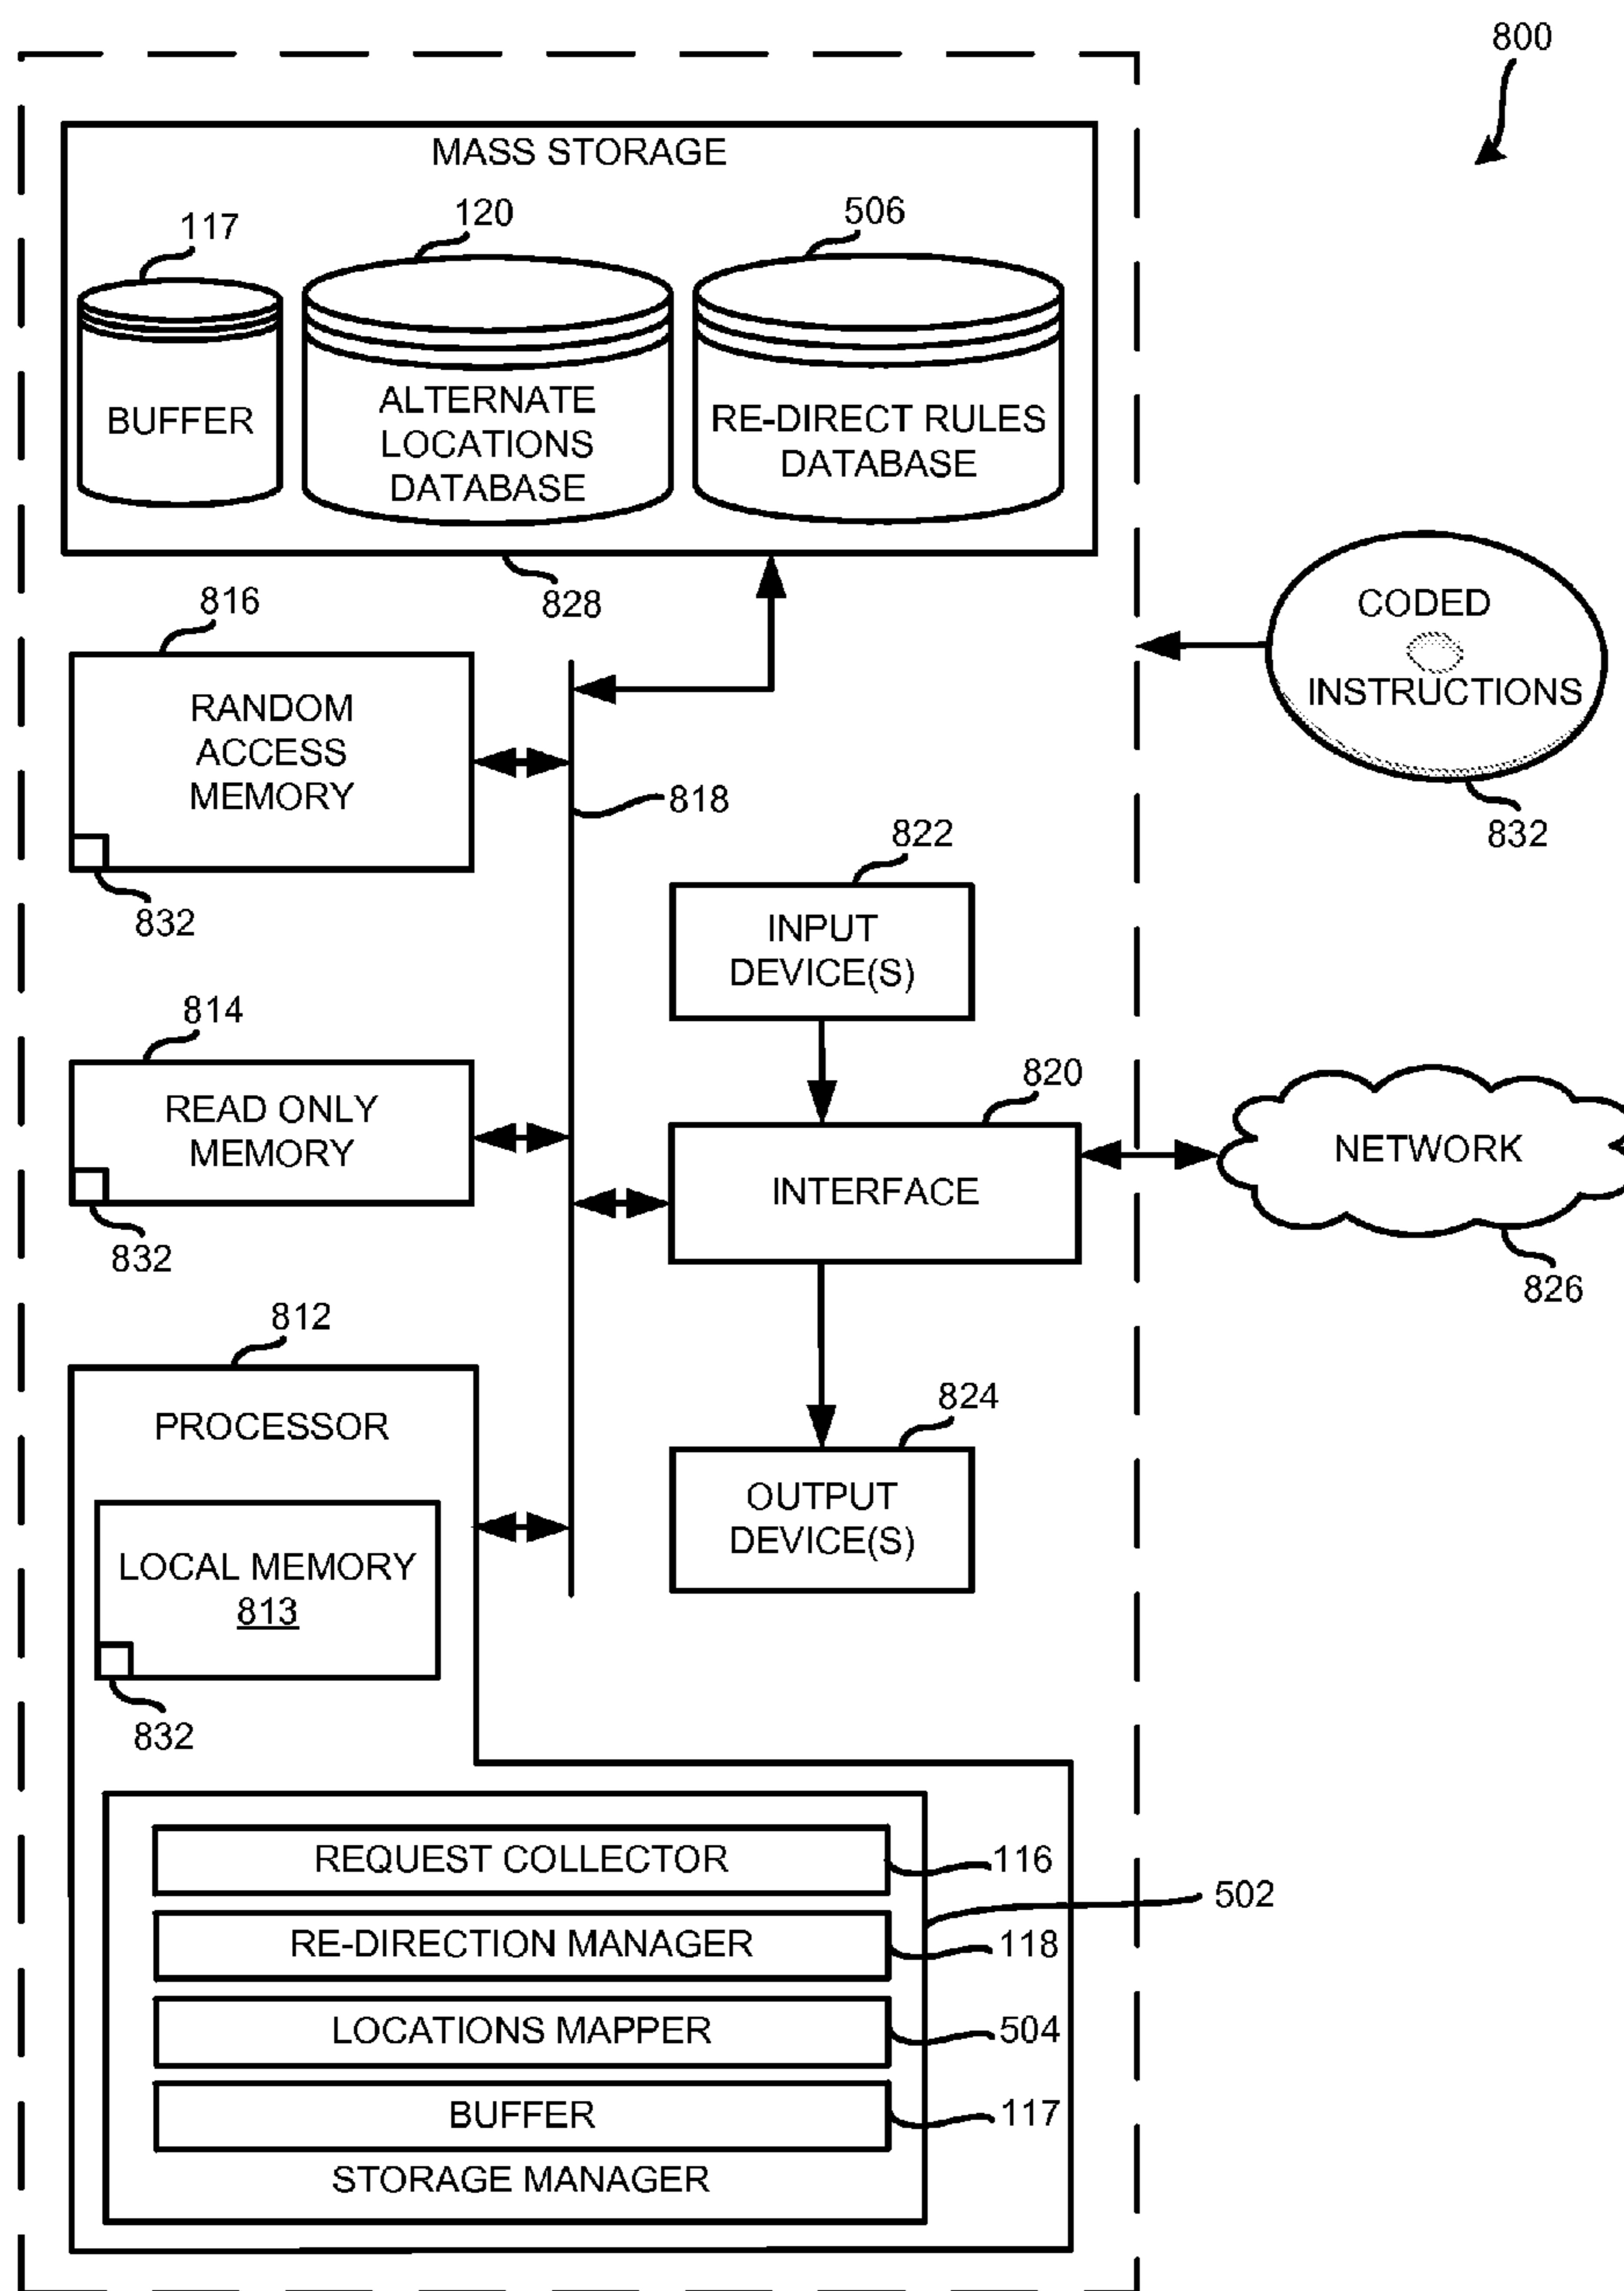 800
MASS STORAGE
117
120
506
BUFFER
ALTERNATE
LOCATIONS
DATABASE
RE-DIRECT RULES
DATABASE
828
816
RANDOM
ACCESS
MEMORY
832
818
CODED
INSTRUCTIONS
832
822
INPUT
DEVICE(S)
814
READ ONLY
MEMORY
832
820
INTERFACE
NETWORK
826
812
PROCESSOR
LOCAL MEMORY
813
832
824
OUTPUT
DEVICE(S)
REQUEST COLLECTOR
116
502
RE-DIRECTION MANAGER
118
LOCATIONS MAPPER
504
BUFFER
117
STORAGE MANAGER